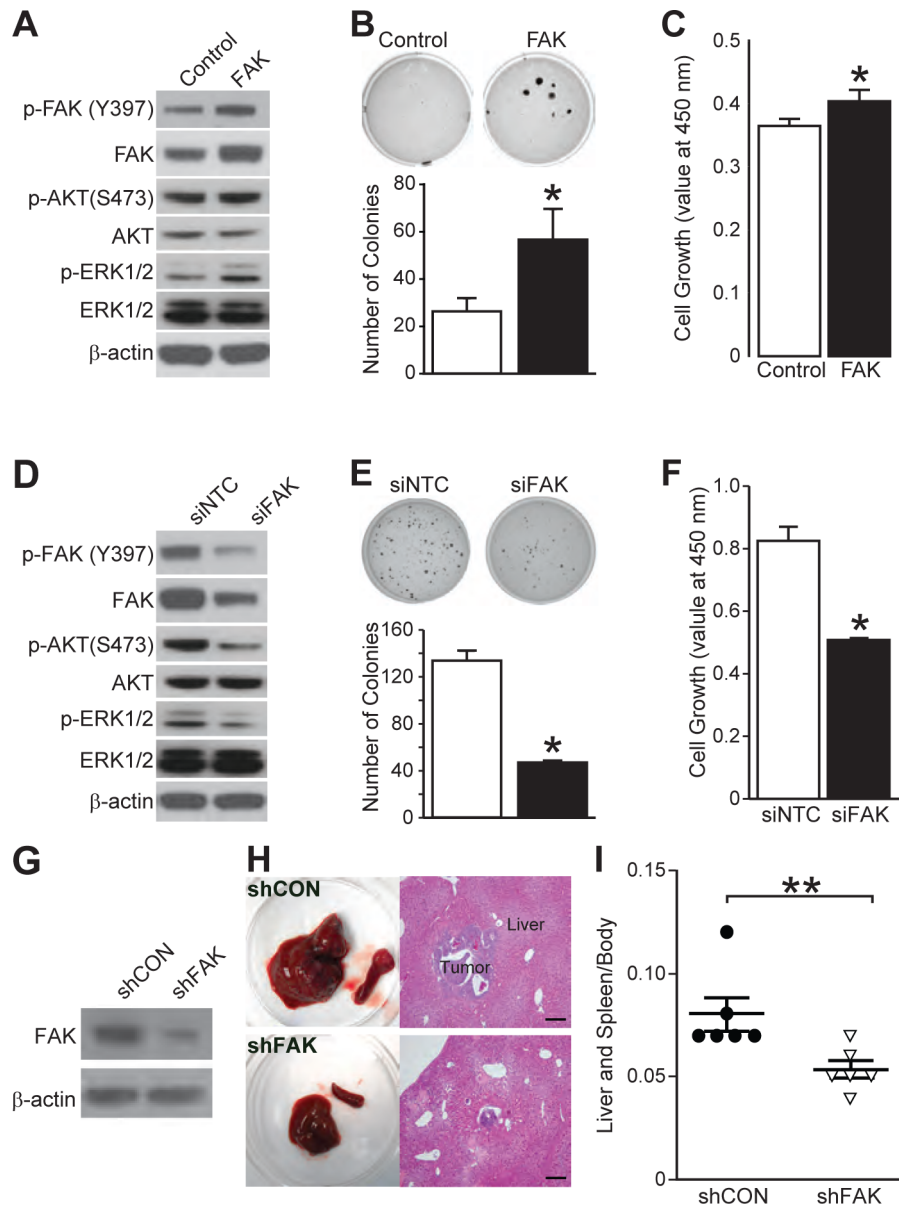 A
Control
FAK
p-FAK (Y397)
FAK
p-AKT(S473)
AKT
p-ERK1/2
ERK1/2
β-actin
B
Control
FAK
Number of Colonies
80
60
40
20
0
*
C
Cell Growth (value at 450 nm)
0.5
0.4
0.3
0.2
0.1
0
*
Control
FAK
D
siNTC
siFAK
p-FAK (Y397)
FAK
p-AKT(S473)
AKT
p-ERK1/2
ERK1/2
β-actin
E
siNTC
siFAK
Number of Colonies
160
120
80
40
0
*
F
Cell Growth (valule at 450 nm)
1.0
0.8
0.6
0.4
0.2
0
*
siNTC
siFAK
G
shCON
shFAK
FAK
β-actin
H
shCON
Liver
Tumor
shFAK
I
Liver and Spleen/Body
0.15
0.10
0.05
0
**
shCON
shFAK